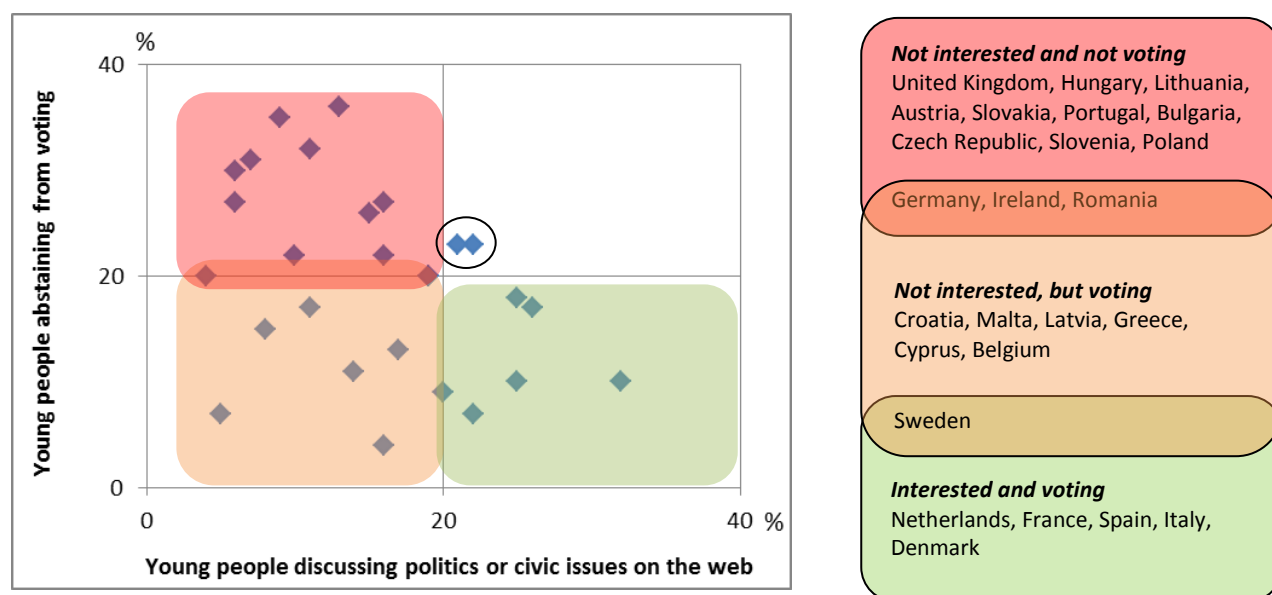 %
40
20
0
0
20
40
%
Young people abstaining from voting
Young people discussing politics or civic issues on the web
Not interested and not voting
United Kingdom, Hungary, Lithuania,
Austria, Slovakia, Portugal, Bulgaria,
Czech Republic, Slovenia, Poland
Germany, Ireland, Romania
Not interested, but voting
Croatia, Malta, Latvia, Greece,
Cyprus, Belgium
Sweden
Interested and voting
Netherlands, France, Spain, Italy,
Denmark